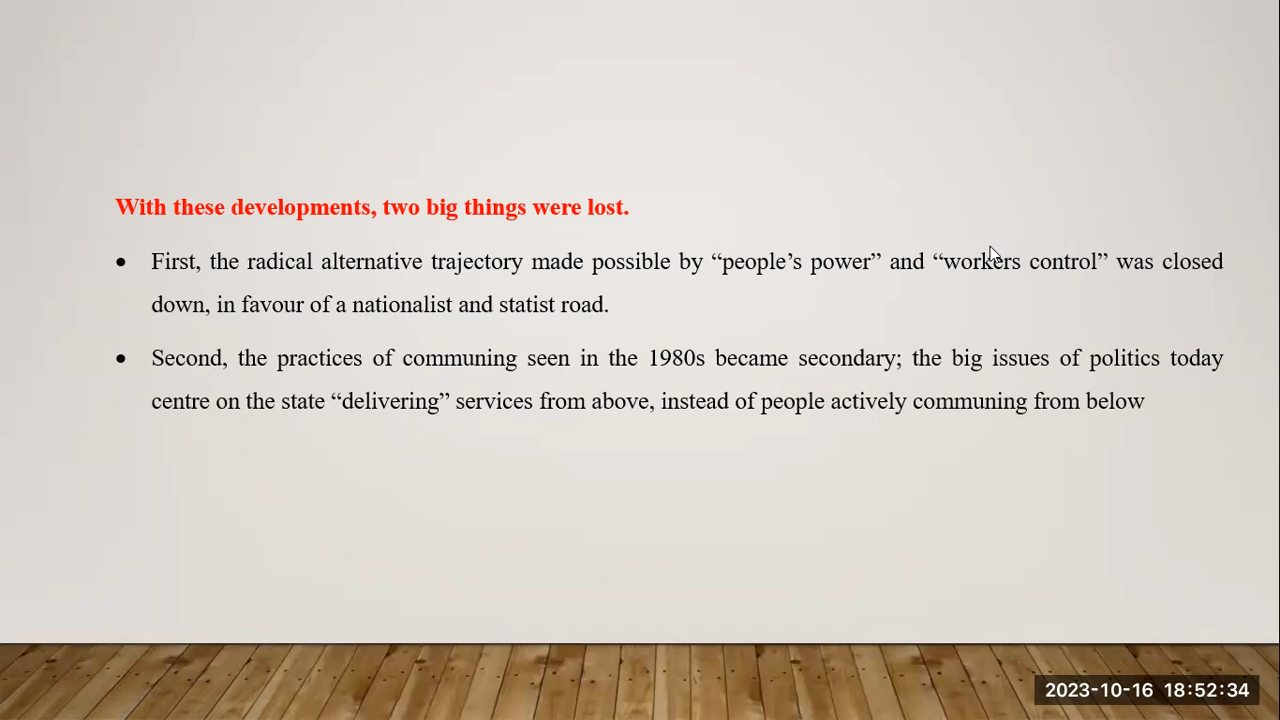 With these developments, two big things were lost.
• First, the radical alternative trajectory made possible by “people’s power” and “workers control” was closed
down, in favour of a nationalist and statist road.
• Second, the practices of communing seen in the 1980s became secondary; the big issues of politics today
centre on the state “delivering” services from above, instead of people actively communing from below
2023-10-16 18:52:34